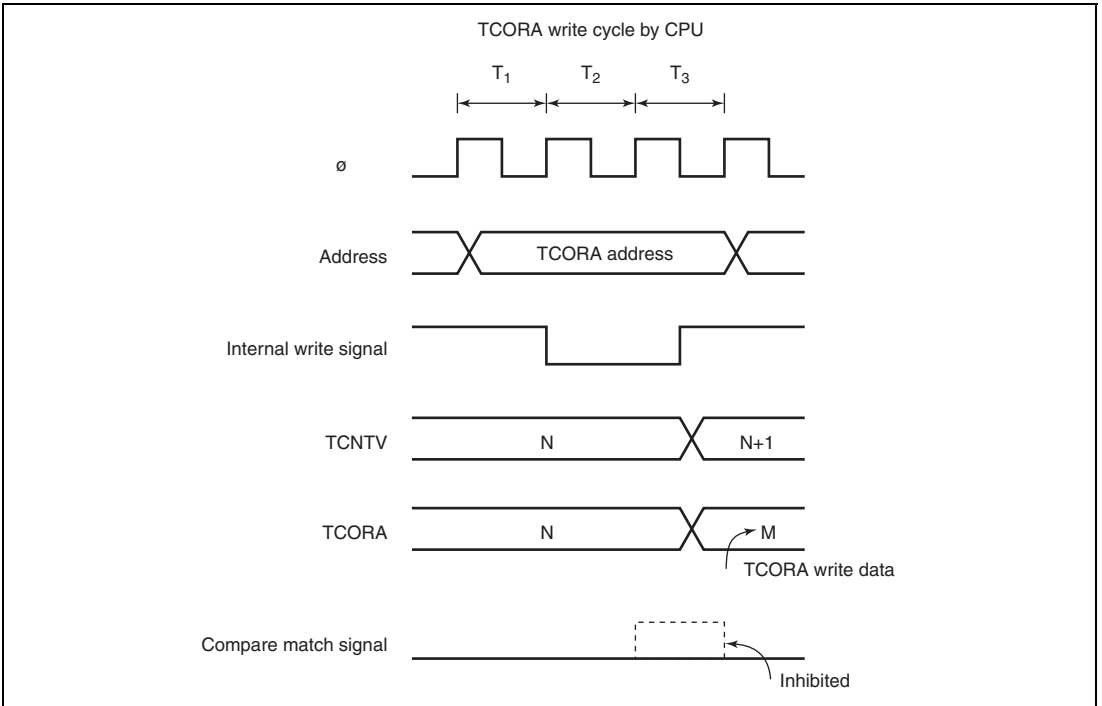 TCORA write cycle by CPU
T1 T2 T3
ø
Address TCORA address
Internal write signal
TCNTV N N+1
TCORA N M
TCORA write data
Compare match signal
Inhibited